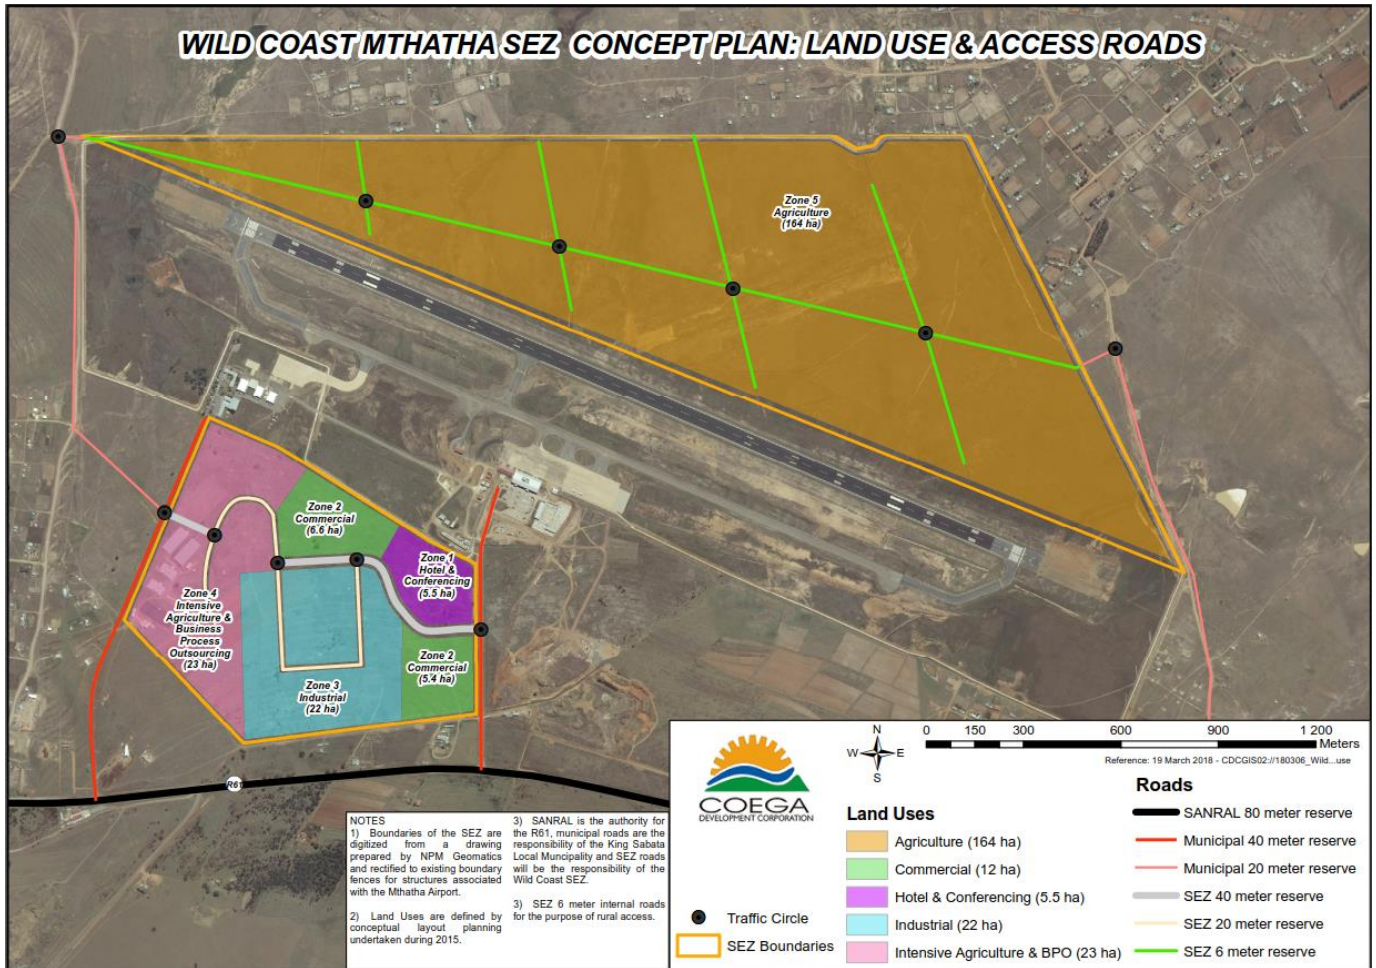 WILD COAST MTHATHA SEZ CONCEPT PLAN: LAND USE & ACCESS ROADS
Zone 5
Agriculture
(164 ha)
Zone 2
Commercial
(6.6 ha)
Zone 1
Hotel &
Conferencing
(5.5 ha)
Zone 4
Intensive
Agriculture &
Business
Process
Outsourcing
(23 ha)
Zone 2
Commercial
(5.4 ha)
Zone 3
Industrial
(22 ha)
R61
NOTES
1) Boundaries of the SEZ are
digitized from a drawing
prepared by NPM Geomatics
and rectified to existing boundary
fences for structures associated
with the Mthatha Airport.
2) Land Uses are defined by
conceptual layout planning
undertaken during 2015.
3) SANRAL is the authority for
the R61, municipal roads are the
responsibility of the King Sabata
Local Muncipality and SEZ roads
will be the responsibility of the
Wild Coast SEZ.
3) SEZ 6 meter internal roads
for the purpose of rural access.
COEGA
DEVELOPMENT CORPORATION
Traffic Circle
SEZ Boundaries
N
W E
S
0 150 300 600 900 1 200
Meters
Reference: 19 March 2018 - CDCGIS02://180306_Wild...use
Land Uses
Agriculture (164 ha)
Commercial (12 ha)
Hotel & Conferencing (5.5 ha)
Industrial (22 ha)
Intensive Agriculture & BPO (23 ha)
Roads
SANRAL 80 meter reserve
Municipal 40 meter reserve
Municipal 20 meter reserve
SEZ 40 meter reserve
SEZ 20 meter reserve
SEZ 6 meter reserve